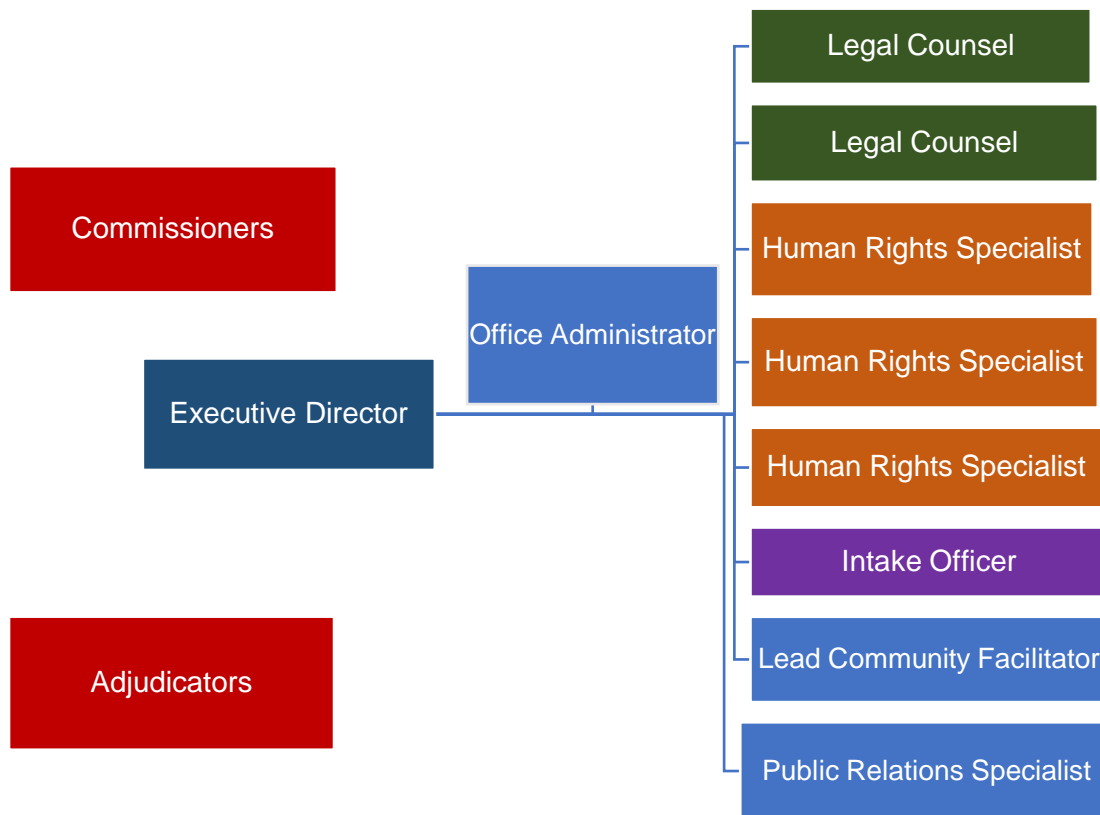 Commissioners
Executive Director
Adjudicators
Office Administrator
Legal Counsel
Legal Counsel
Human Rights Specialist
Human Rights Specialist
Human Rights Specialist
Intake Officer
Lead Community Facilitator
Public Relations Specialist